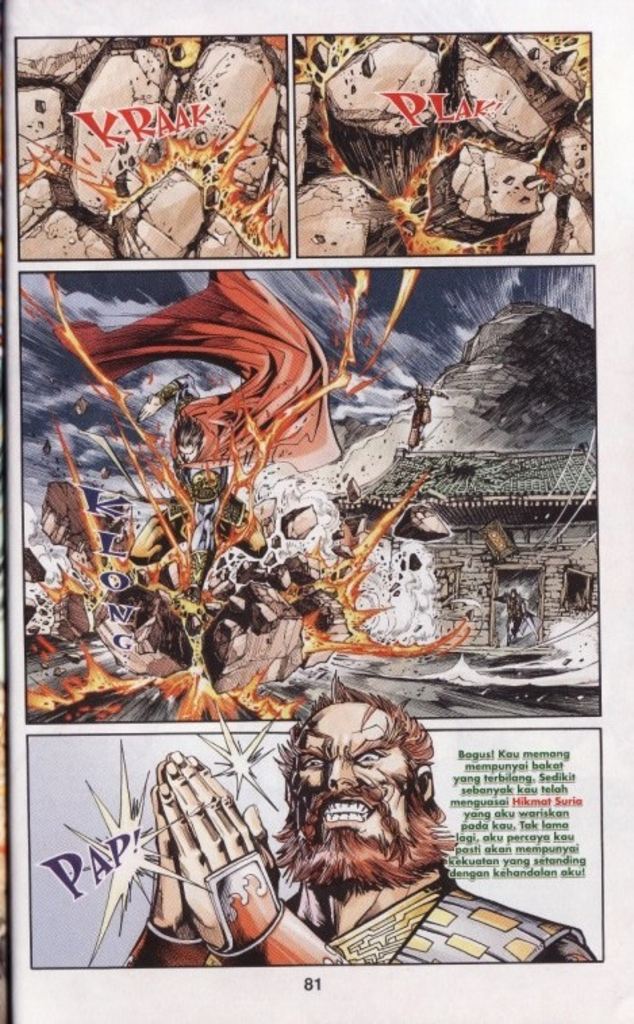 KRAAK
PLAK!
KLONG
PAP!
Bagus! Kau memang
mempunyai bakat
yang terbilang. Sedikit
sebanyak kau telah
menguasai Hikmat Suria
yang aku wariskan
pada kau. Tak lama
lagi, aku percaya kau
pasti akan mempunyai
kekuatan yang setanding
dengan kehandalan aku!
81